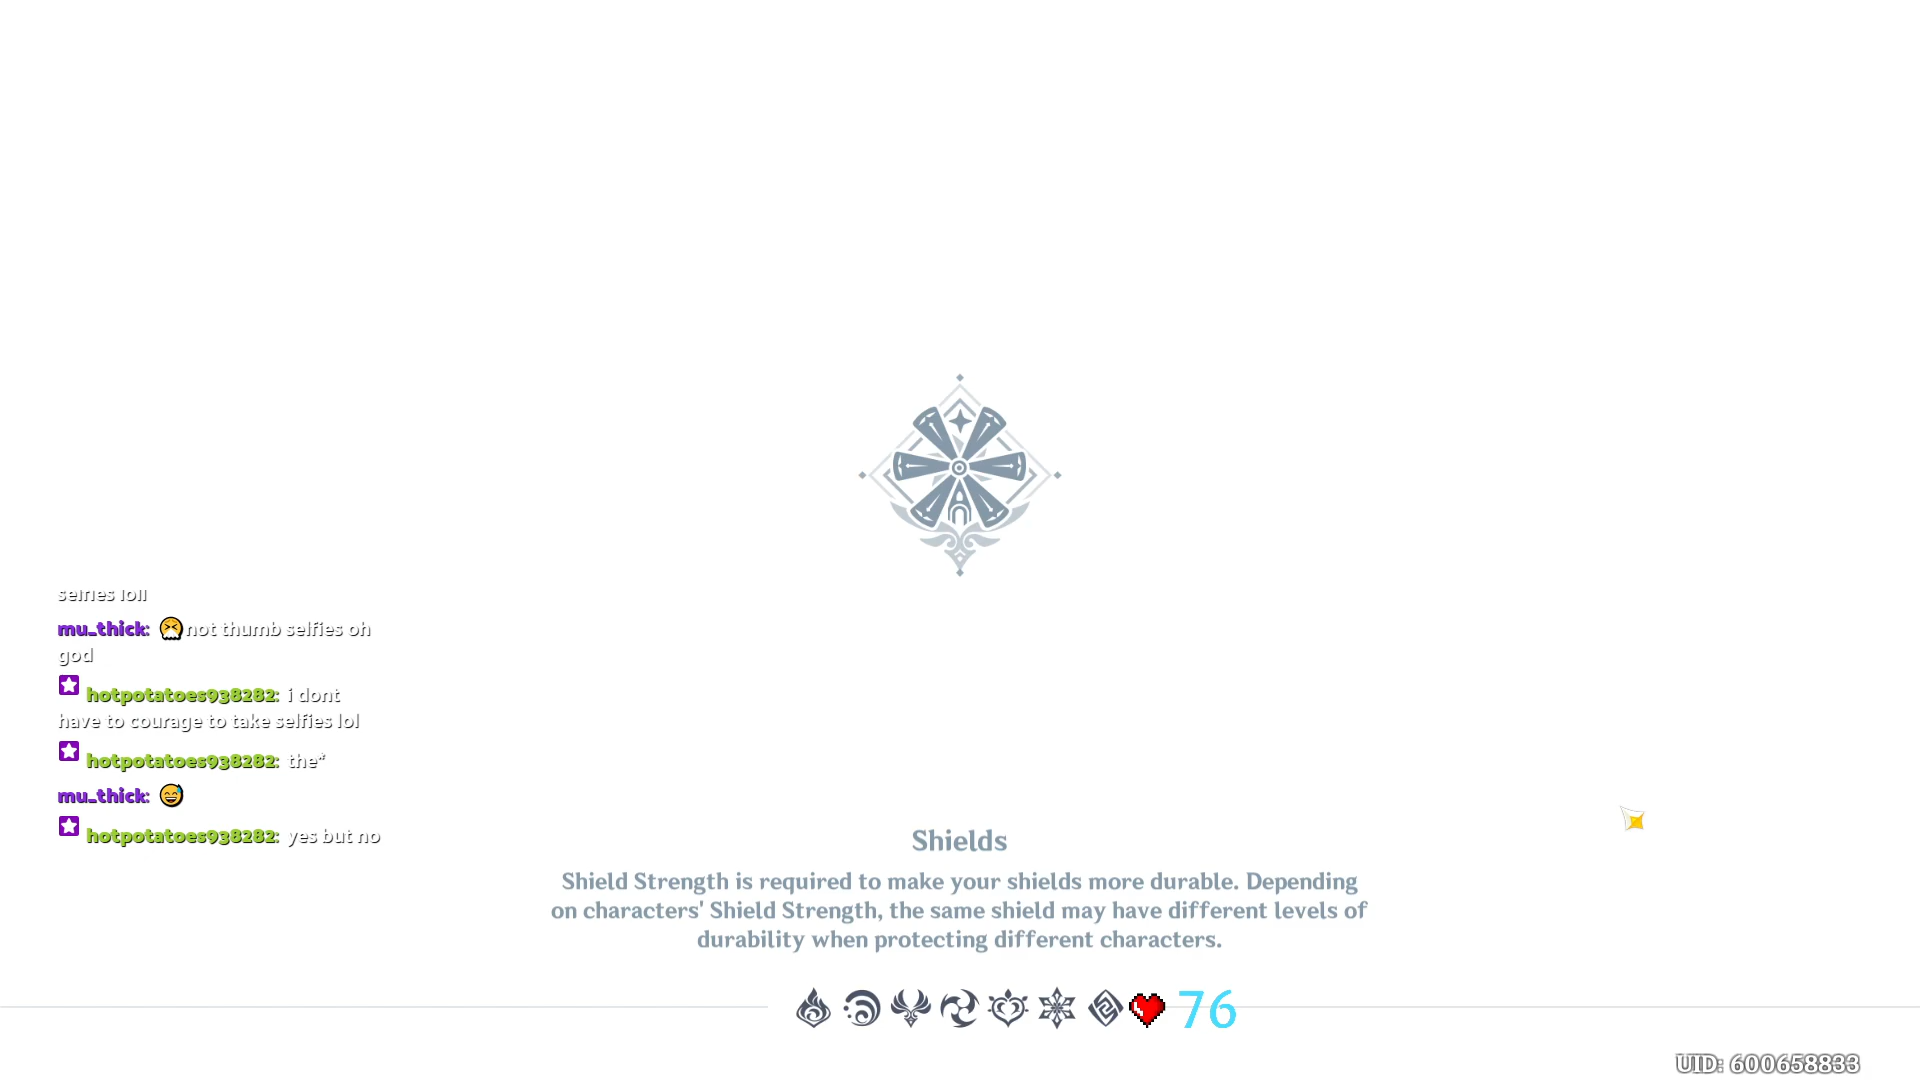 selfies loll
mu_thick: not thumb selfies oh
god
hotpotatoes938282: i dont
have to courage to take selfies lol
hotpotatoes938282: the*
mu_thick:
hotpotatoes938282: yes but no
Shields
Shield Strength is required to make your shields more durable. Depending
on characters' Shield Strength, the same shield may have different levels of
durability when protecting different characters.
76
UID: 600658833